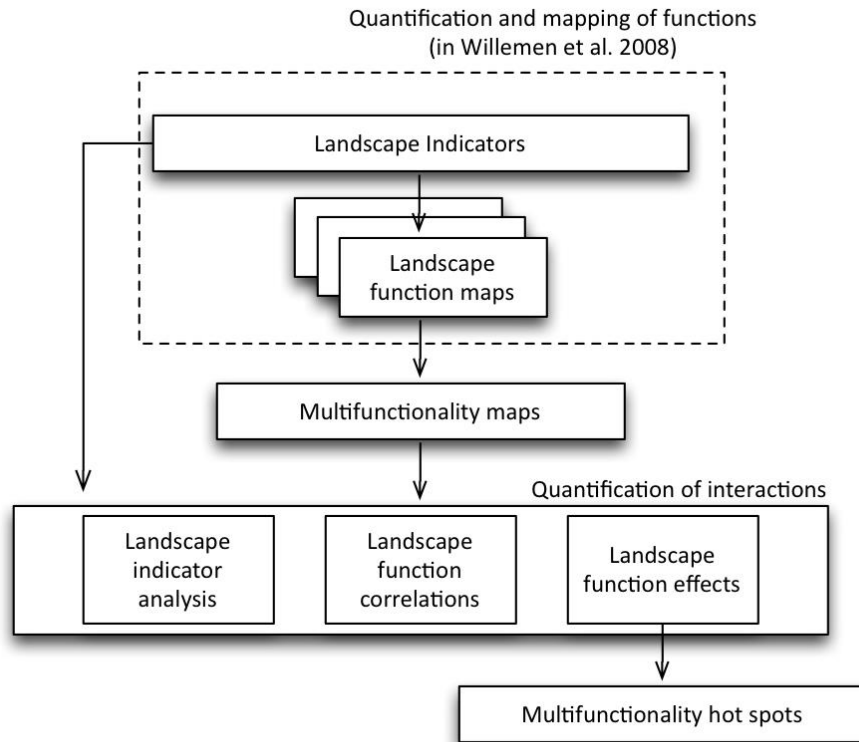 Quantification and mapping of functions
(in Willemen et al. 2008)
Landscape Indicators
Landscape
function maps
Multifunctionality maps
Quantification of interactions
Landscape
indicator
analysis
Landscape
function
correlations
Landscape
function effects
Multifunctionality hot spots